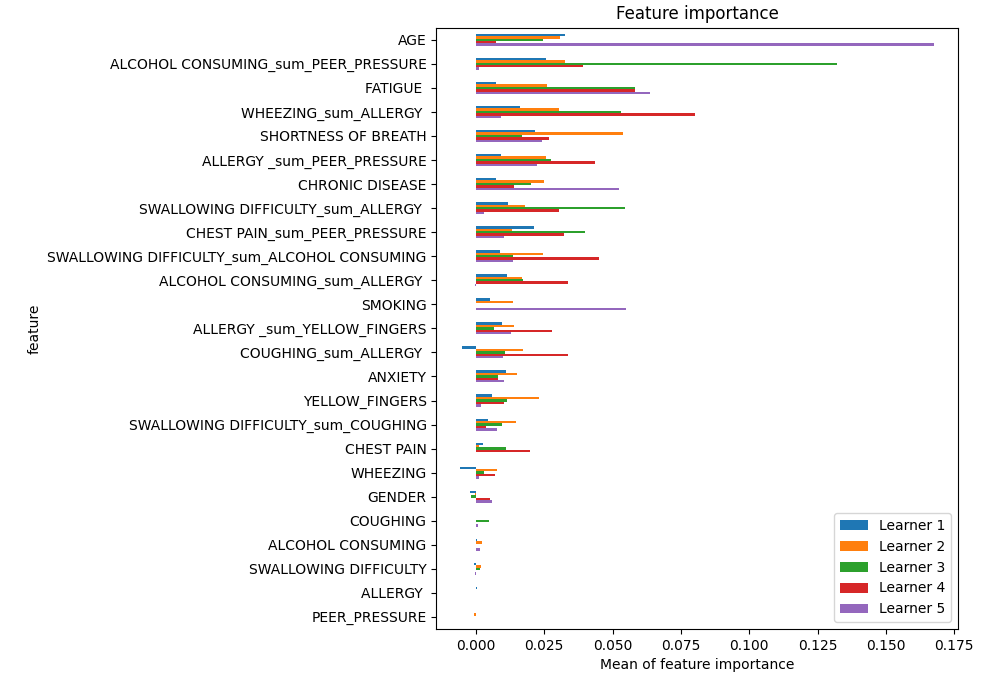 Feature importance
AGE
ALCOHOL CONSUMING_sum_PEER_PRESSURE
FATIGUE
WHEEZING_sum_ALLERGY
SHORTNESS OF BREATH
ALLERGY _sum_PEER_PRESSURE
CHRONIC DISEASE
SWALLOWING DIFFICULTY_sum_ALLERGY
CHEST PAIN_sum_PEER_PRESSURE
SWALLOWING DIFFICULTY_sum_ALCOHOL CONSUMING
ALCOHOL CONSUMING_sum_ALLERGY
SMOKING
ALLERGY _sum_YELLOW_FINGERS
COUGHING_sum_ALLERGY
ANXIETY
YELLOW_FINGERS
SWALLOWING DIFFICULTY_sum_COUGHING
CHEST PAIN
WHEEZING
GENDER
COUGHING
ALCOHOL CONSUMING
SWALLOWING DIFFICULTY
ALLERGY
PEER_PRESSURE
feature
Learner 1
Learner 2
Learner 3
Learner 4
Learner 5
0.000 0.025 0.050 0.075 0.100 0.125 0.150 0.175
Mean of feature importance